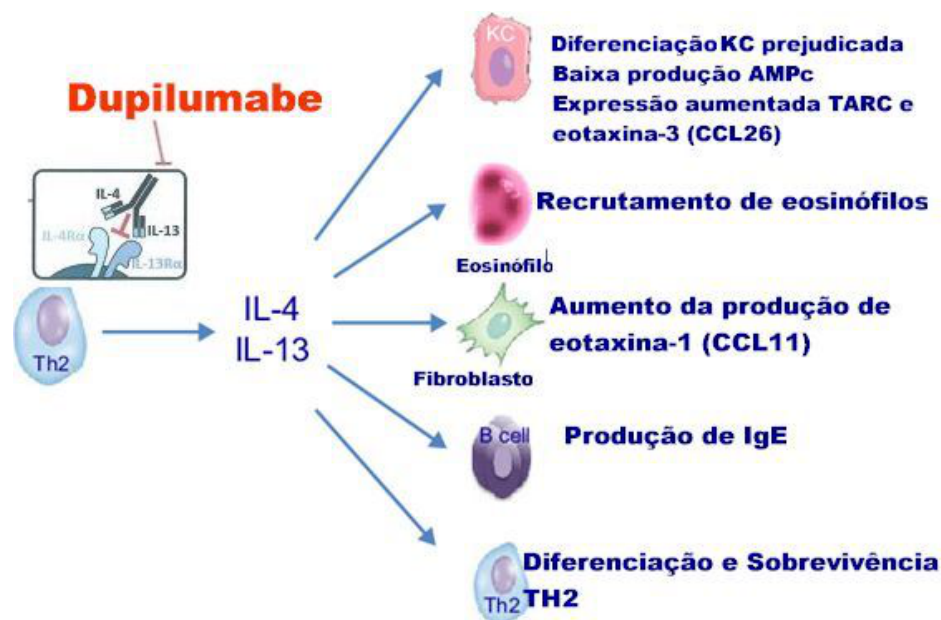 KC
Diferenciação KC prejudicada
Baixa produção AMPc
Expressão aumentada TARC e
eotaxina-3 (CCL26)
Dupilumabe
IL-4
IL-13
IL-4Rα
IL-13Rα
Recrutamento de eosinófilos
Eosinófilo
Th2
IL-4
IL-13
Aumento da produção de
eotaxina-1 (CCL11)
Fibroblasto
B cell
Produção de IgE
Diferenciação e Sobrevivência
TH2
Th2